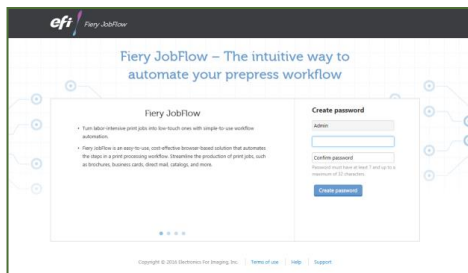 efi Fiery JobFlow
Fiery JobFlow – The intuitive way to
automate your prepress workflow
Fiery JobFlow
• Turn labor-intensive print jobs into low-touch ones with simple-to-use workflow
automation.
• Fiery JobFlow is an easy-to-use, cost-effective browser-based solution that automates
the steps in a print processing workflow. Streamline the production of print jobs, such
as brochures, business cards, direct mail, catalogs, and more.
Create password
Admin
Confirm password
Password must have at least 7 and up to a
maximum of 32 characters.
Create password
Copyright © 2016 Electronics For Imaging, Inc. | Terms of use | Help | Support